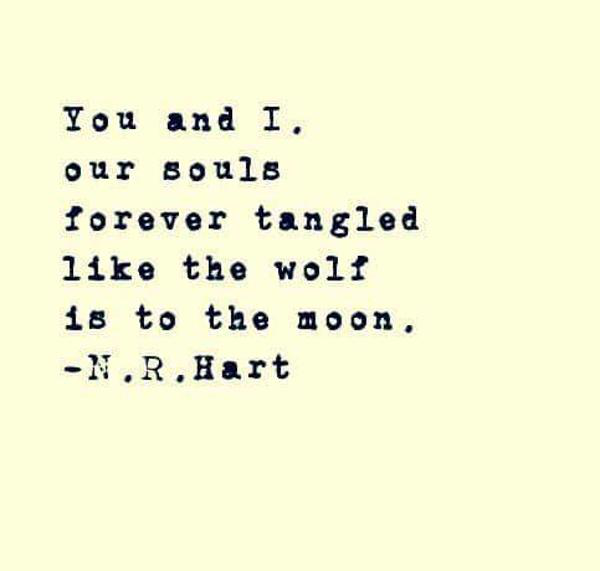 You and I.
our souls
forever tangled
like the wolf
is to the moon.
-N.R.Hart